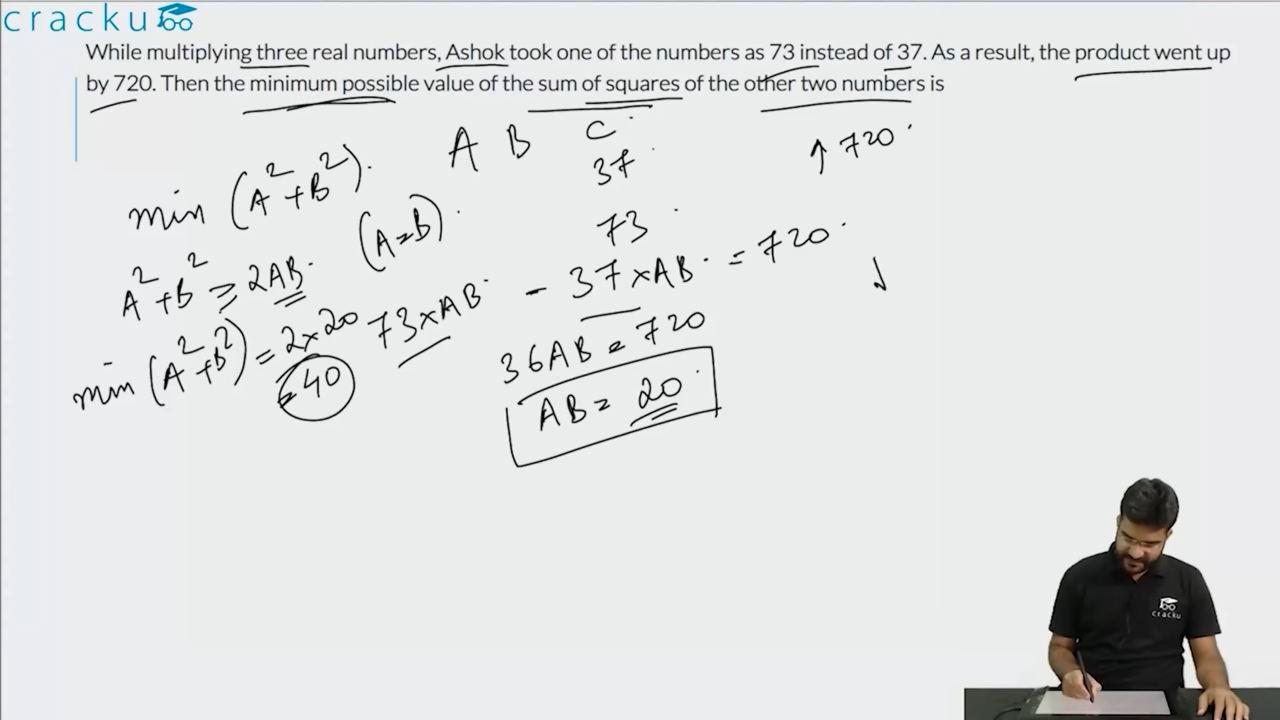 cracku
While multiplying three real numbers, Ashok took one of the numbers as 73 instead of 37. As a result, the product went up
by 720. Then the minimum possible value of the sum of squares of the other two numbers is
A B C
37
↑ 720
min (A²+B²).
73
(A=B).
A²+B² ≥ 2AB.
73×AB - 37×AB = 720
min (A²+B²) = 2×20
= 40
36AB = 720
AB = 20
cracku